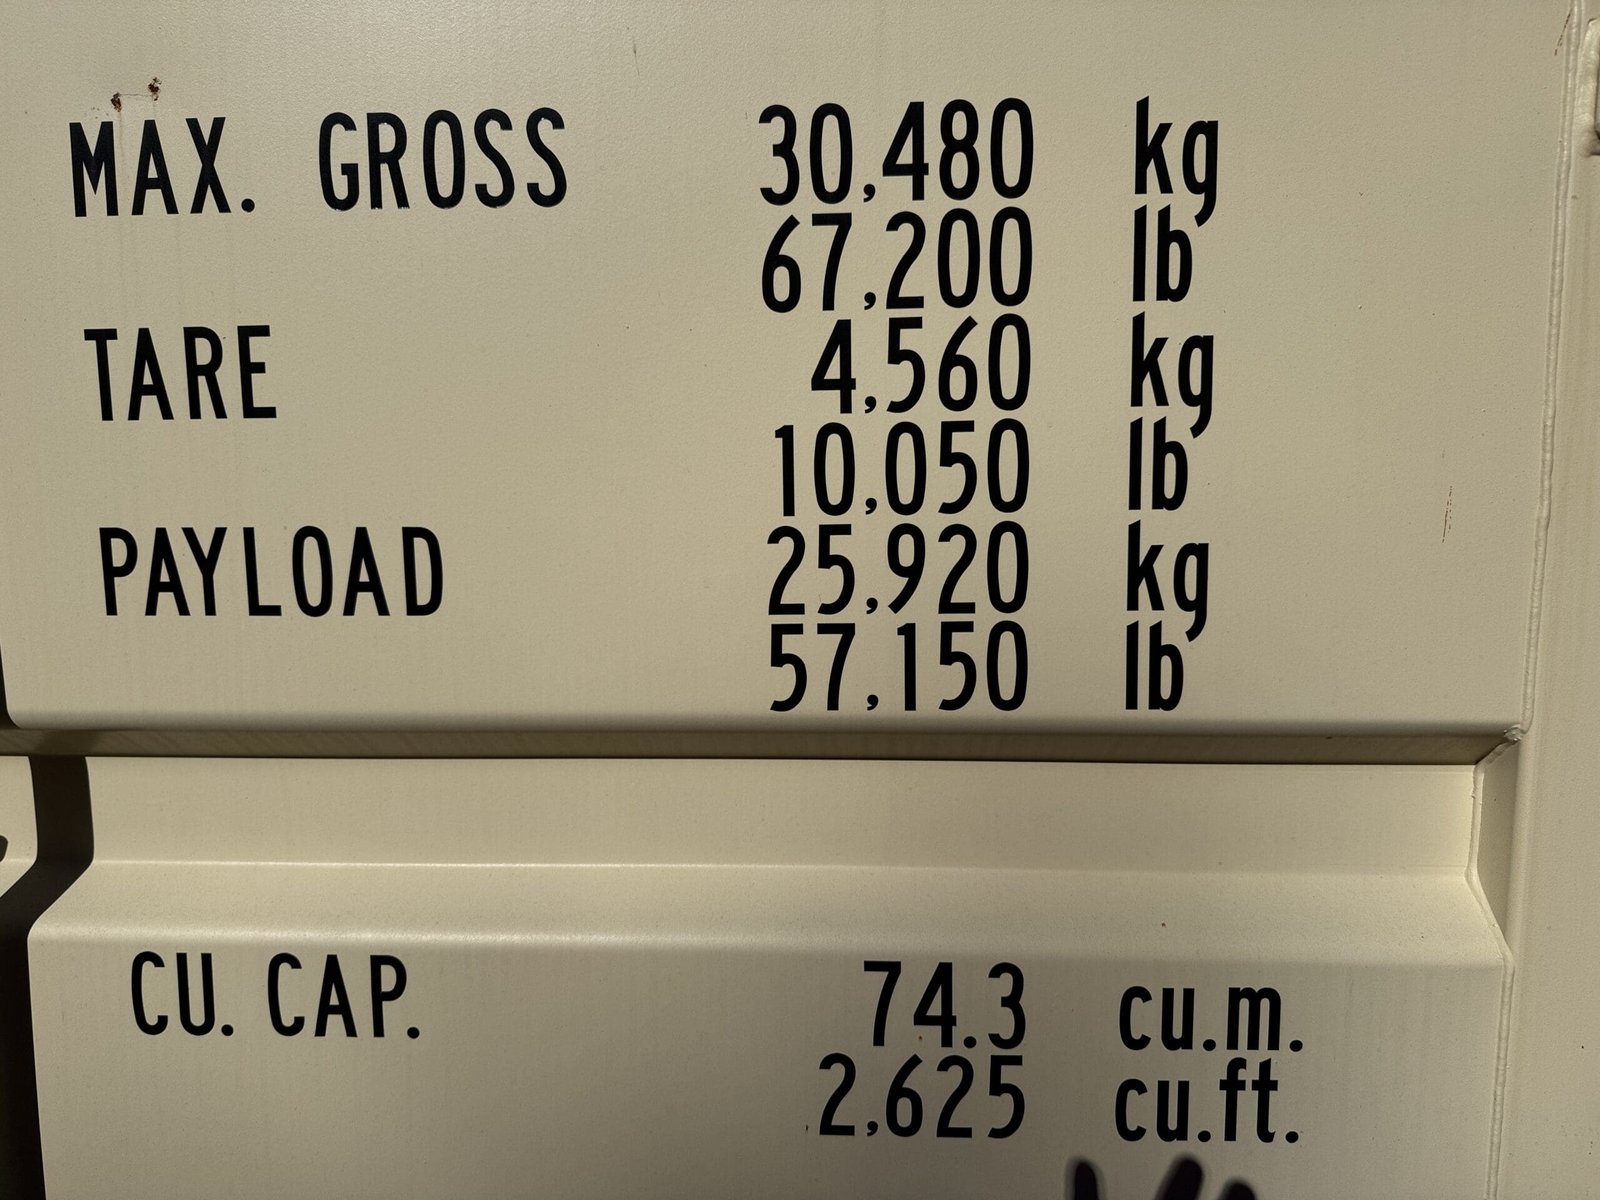 MAX. GROSS 30,480 kg
67,200 lb
TARE 4,560 kg
10,050 lb
PAYLOAD 25,920 kg
57,150 lb
CU. CAP. 74.3 cu.m.
2,625 cu.ft.